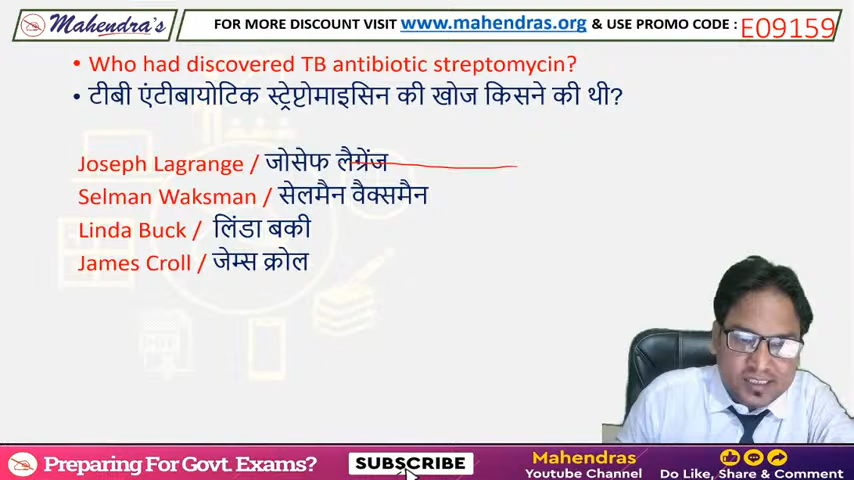 Mahendra's
FOR MORE DISCOUNT VISIT www.mahendras.org & USE PROMO CODE : E09159
• Who had discovered TB antibiotic streptomycin?
• टीबी एंटीबायोटिक स्ट्रेप्टोमाइसिन की खोज किसने की थी?
Joseph Lagrange / जोसेफ लैग्रेंज
Selman Waksman / सेलमैन वैक्समैन
Linda Buck / लिंडा बकी
James Croll / जेम्स क्रोल
Preparing For Govt. Exams?
SUBSCRIBE
Mahendras
Youtube Channel
Do Like, Share & Comment